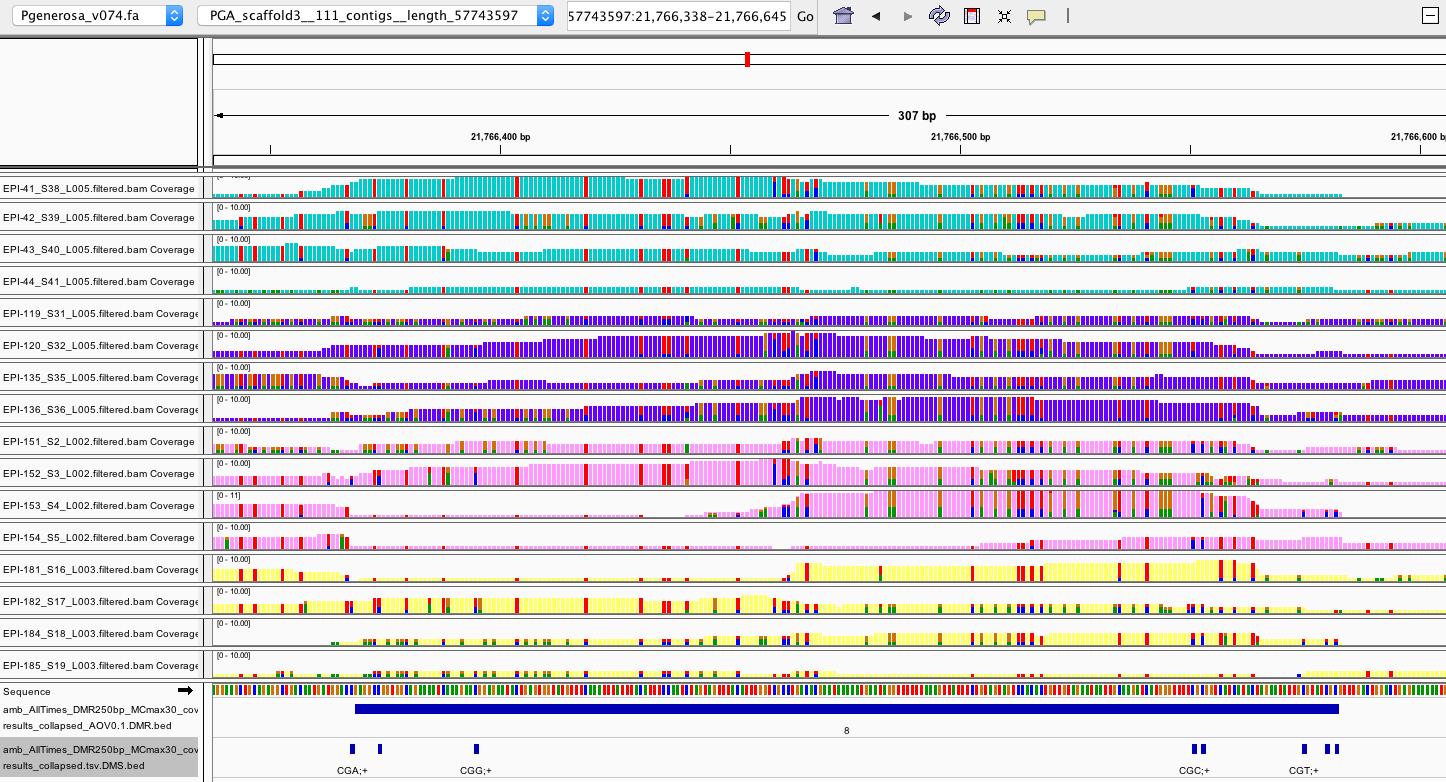 Pgenerosa_v074.fa PGA_scaffold3__111_contigs__length_57743597 57743597:21,766,338-21,766,645 Go
307 bp
21,766,400 bp 21,766,500 bp 21,766,600 bp
EPI-41_S38_L005.filtered.bam Coverage
EPI-42_S39_L005.filtered.bam Coverage [0 - 10.00]
EPI-43_S40_L005.filtered.bam Coverage [0 - 10.00]
EPI-44_S41_L005.filtered.bam Coverage [0 - 10.00]
EPI-119_S31_L005.filtered.bam Coverage [0 - 10.00]
EPI-120_S32_L005.filtered.bam Coverage [0 - 10.00]
EPI-135_S35_L005.filtered.bam Coverage [0 - 10.00]
EPI-136_S36_L005.filtered.bam Coverage [0 - 10.00]
EPI-151_S2_L002.filtered.bam Coverage [0 - 10.00]
EPI-152_S3_L002.filtered.bam Coverage [0 - 10.00]
EPI-153_S4_L002.filtered.bam Coverage [0 - 11]
EPI-154_S5_L002.filtered.bam Coverage [0 - 10.00]
EPI-181_S16_L003.filtered.bam Coverage [0 - 10.00]
EPI-182_S17_L003.filtered.bam Coverage [0 - 10.00]
EPI-184_S18_L003.filtered.bam Coverage [0 - 10.00]
EPI-185_S19_L003.filtered.bam Coverage [0 - 10.00]
Sequence
amb_AllTimes_DMR250bp_MCmax30_cov
results_collapsed_AOV0.1.DMR.bed
8
amb_AllTimes_DMR250bp_MCmax30_cov
results_collapsed.tsv.DMS.bed
CGA;+ CGG;+ CGC;+ CGT;+